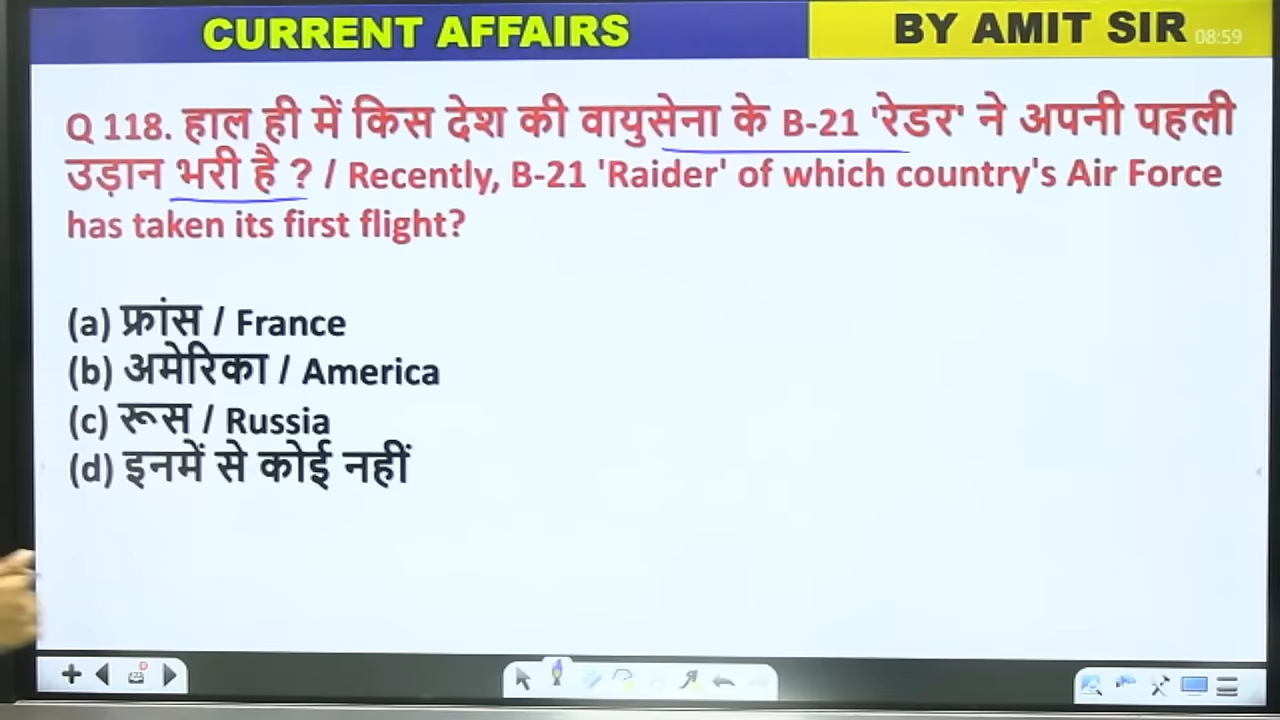 CURRENT AFFAIRS
BY AMIT SIR
08:59
Q 118. हाल ही में किस देश की वायुसेना के B-21 'रेडर' ने अपनी पहली
उड़ान भरी है ? / Recently, B-21 'Raider' of which country's Air Force
has taken its first flight?
(a) फ्रांस / France
(b) अमेरिका / America
(c) रूस / Russia
(d) इनमें से कोई नहीं